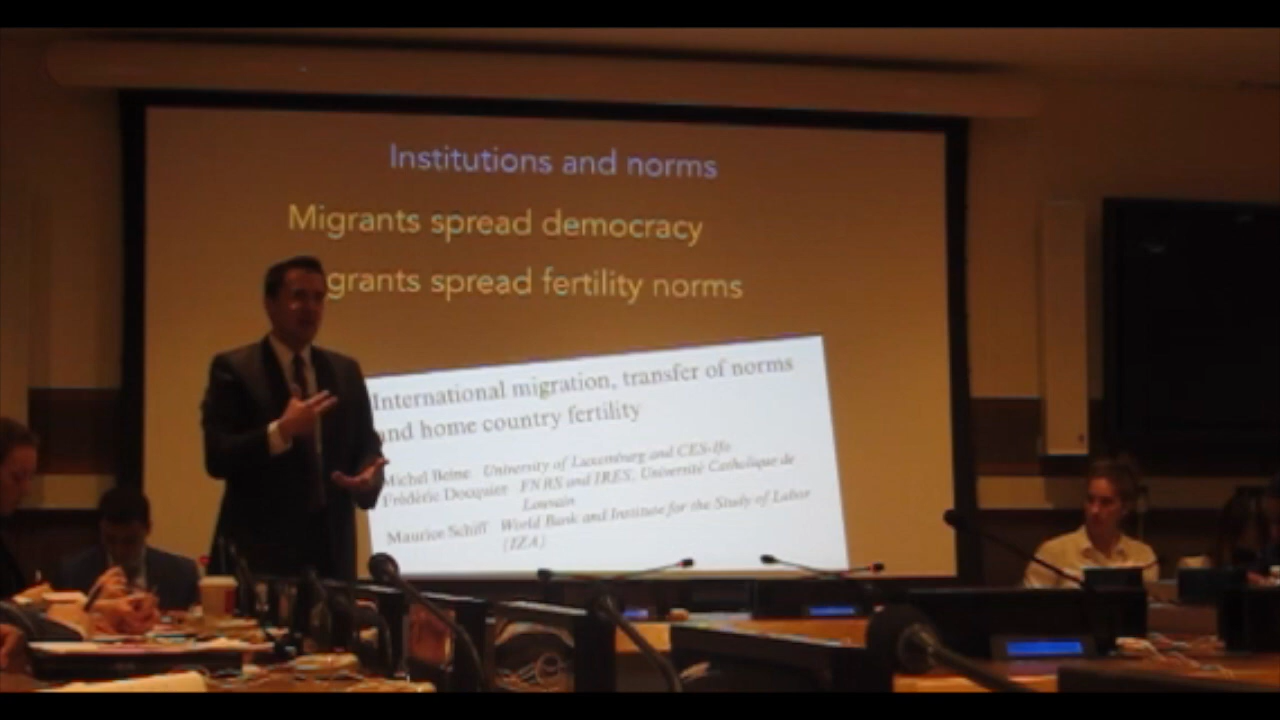 Institutions and norms
Migrants spread democracy
grants spread fertility norms
International migration, transfer of norms
and home country fertility
Michel Beine University of Luxemburg and CES-Ifo
Frédéric Docquier FNRS and IRES, Université Catholique de
Louvain
Maurice Schiff World Bank and Institute for the Study of Labor
(IZA)